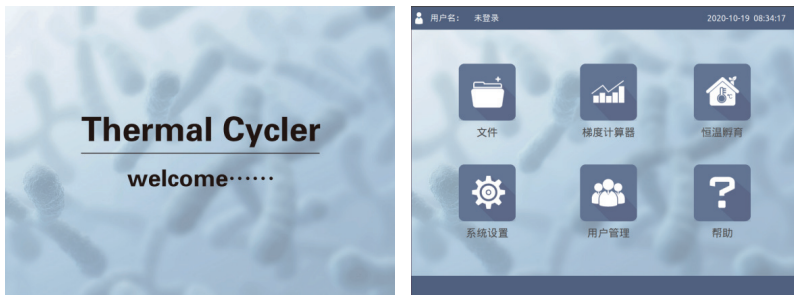 Thermal Cycler
welcome······
用户名： 未登录 2020-10-19 08:34:17
文件 梯度计算器 恒温孵育
℃
系统设置 用户管理 帮助